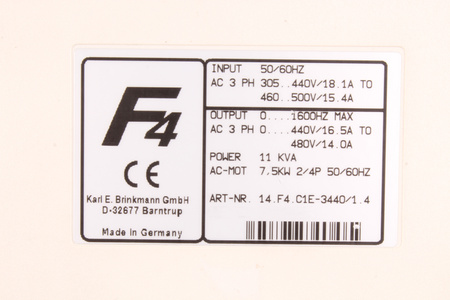 F4
CE
Karl E. Brinkmann GmbH
D-32677 Barntrup
Made in Germany
INPUT 50/60HZ
AC 3 PH 305..440V/18.1A TO
460..500V/15.4A
OUTPUT 0....1600HZ MAX
AC 3 PH 0....440V/16.5A TO
480V/14.0A
POWER 11 KVA
AC-MOT 7.5KW 2/4P 50/60HZ
ART-NR. 14.F4.C1E-3440/1.4